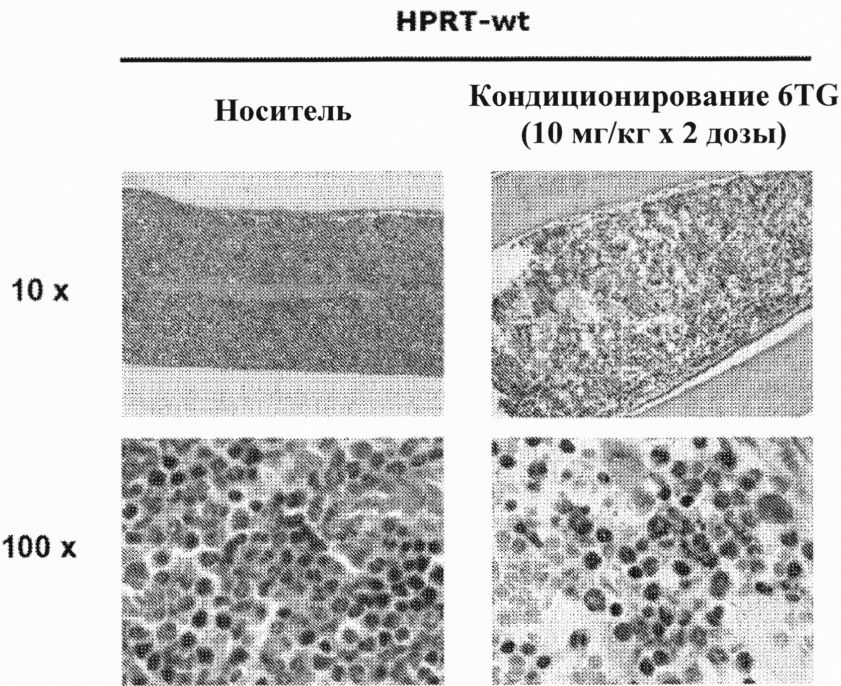 HPRT-wt
Носитель
Кондиционирование 6TG
(10 мг/кг x 2 дозы)
10 x
100 x